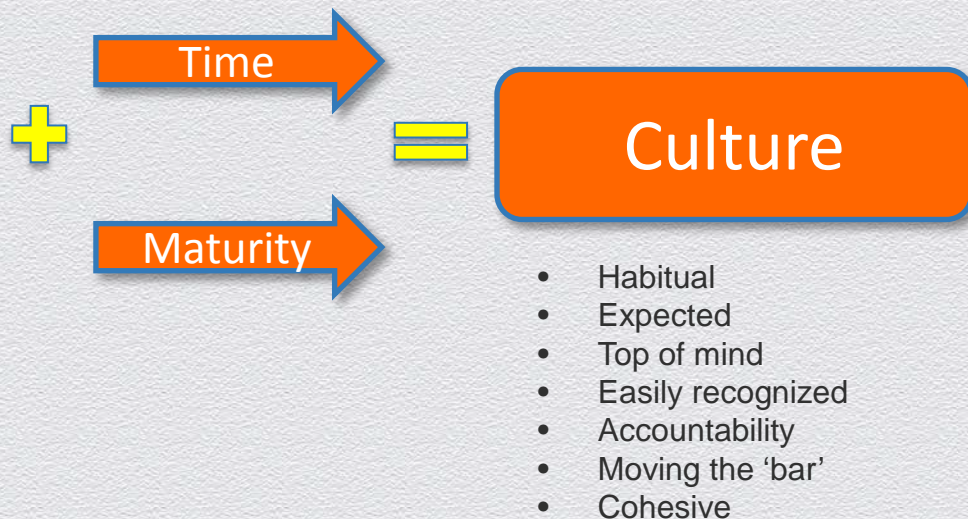 Time
+
=
Culture
Maturity
• Habitual
• Expected
• Top of mind
• Easily recognized
• Accountability
• Moving the ‘bar’
• Cohesive